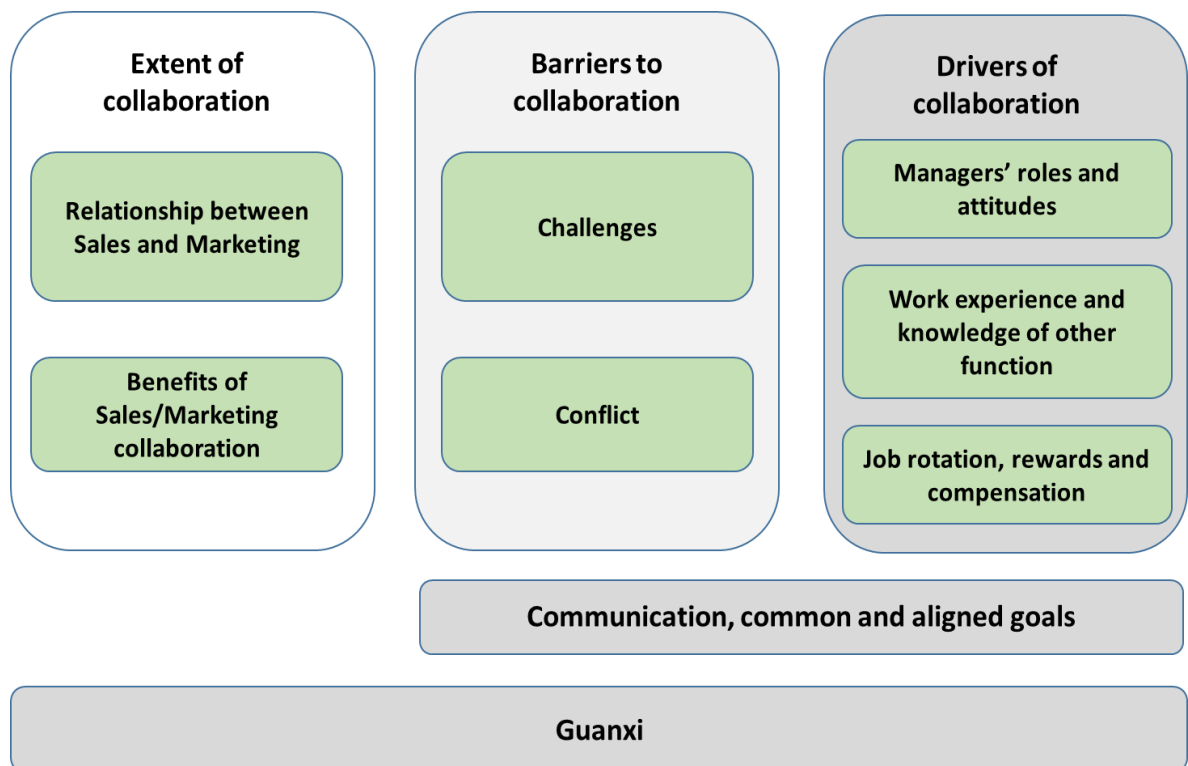 Extent of
collaboration
Relationship between
Sales and Marketing
Benefits of
Sales/Marketing
collaboration
Barriers to
collaboration
Challenges
Conflict
Drivers of
collaboration
Managers’ roles and
attitudes
Work experience and
knowledge of other
function
Job rotation, rewards and
compensation
Communication, common and aligned goals
Guanxi